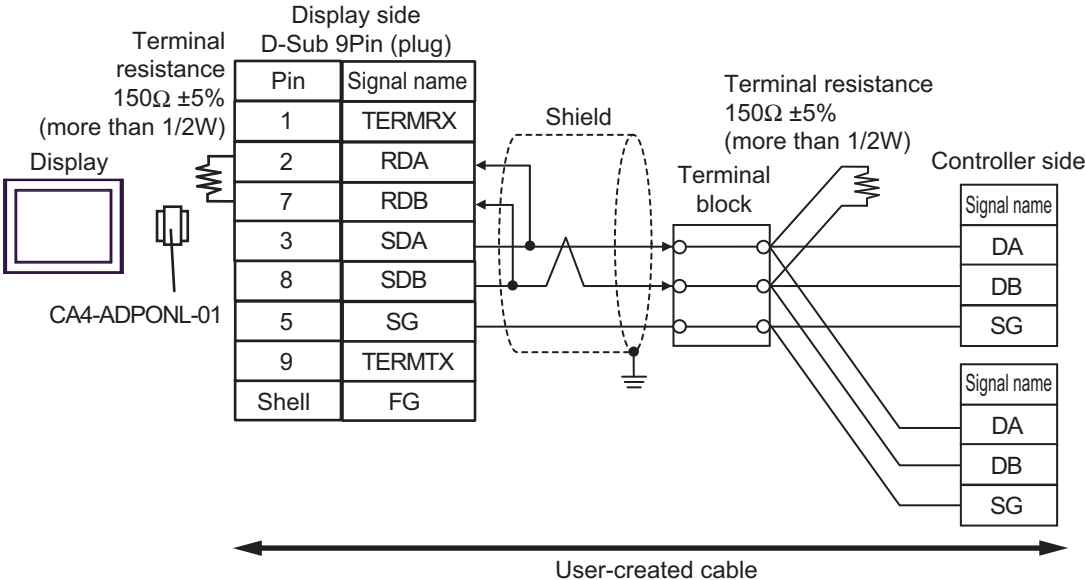 Display side
D-Sub 9Pin (plug)
Terminal
resistance
150Ω ±5%
(more than 1/2W)
Display
CA4-ADPONL-01
Pin Signal name
1 TERMRX
2 RDA
7 RDB
3 SDA
8 SDB
5 SG
9 TERMTX
Shell FG
Shield
Terminal
block
Terminal resistance
150Ω ±5%
(more than 1/2W)
Controller side
Signal name
DA
DB
SG
Signal name
DA
DB
SG
User-created cable